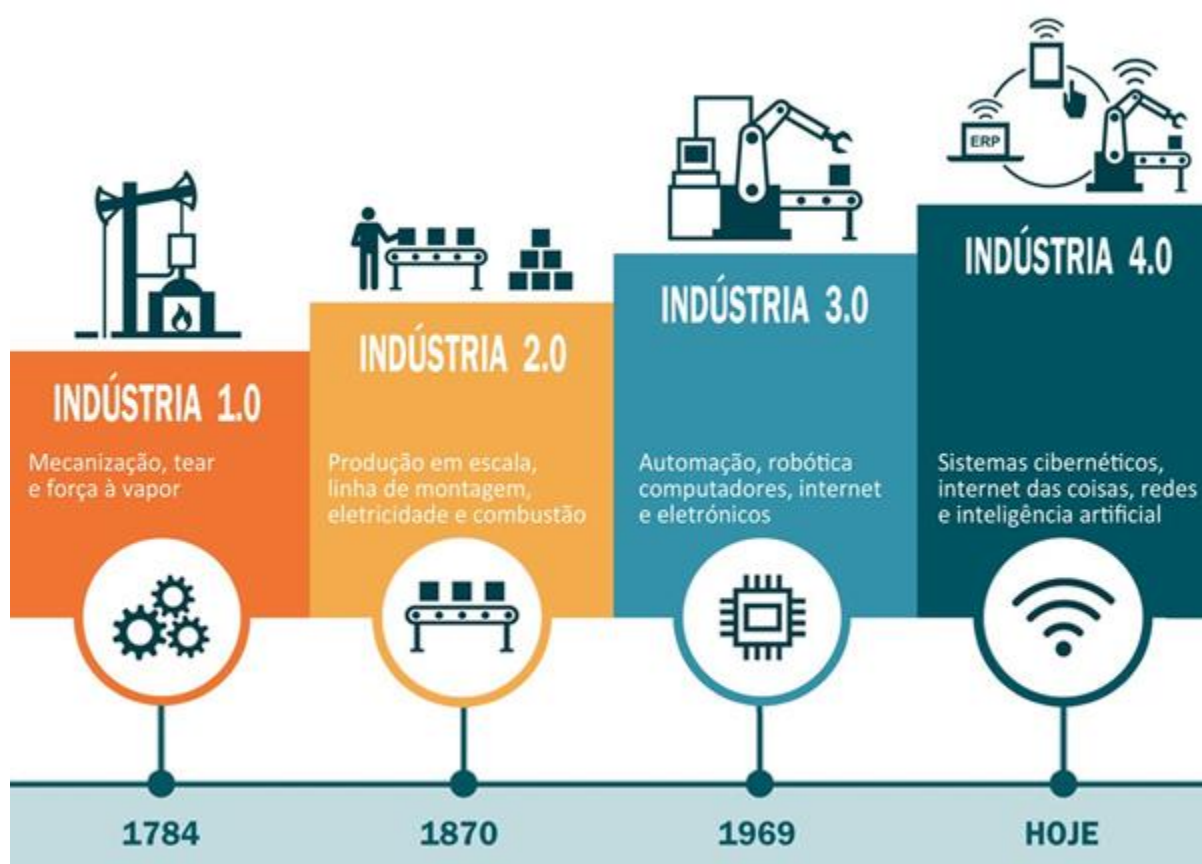 ERP
INDÚSTRIA 4.0
INDÚSTRIA 3.0
INDÚSTRIA 2.0
INDÚSTRIA 1.0
Mecanização, tear
e força à vapor
Produção em escala,
linha de montagem,
eletricidade e combustão
Automação, robótica
computadores, internet
e eletrónicos
Sistemas cibernéticos,
internet das coisas, redes
e inteligência artificial
1784
1870
1969
HOJE